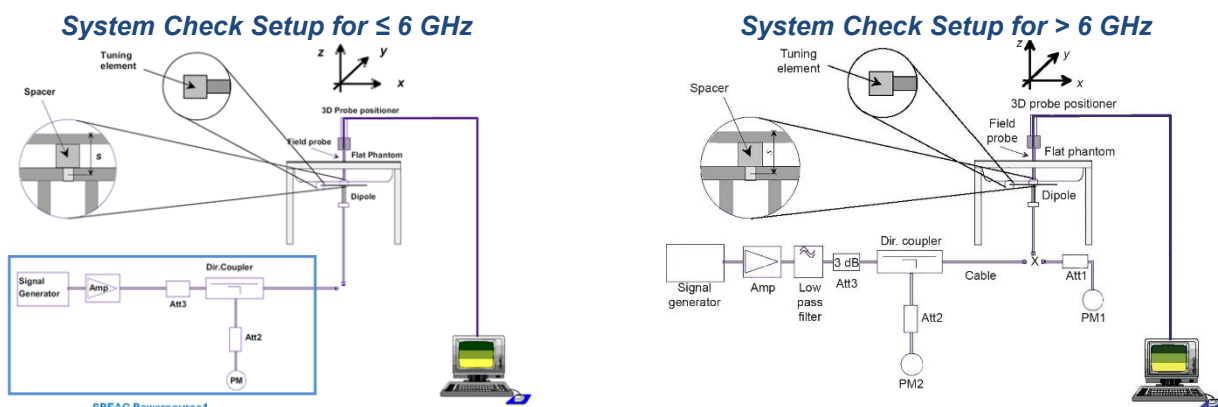 System Check Setup for ≤ 6 GHz
Tuning
element
z
y
x
Spacer
3D Probe positioner
s
Field probe
Flat Phantom
Dipole
Signal
Generator
Amp
Att3
Dir.Coupler
Att2
PM
SPEAG Powersource1
System Check Setup for > 6 GHz
Tuning
element
z
y
x
Spacer
3D probe positioner
s
Field
probe
Flat phantom
Dipole
Signal
generator
Amp
Low
pass
filter
3 dB
Att3
Dir. coupler
Cable
X
Att1
PM1
Att2
PM2